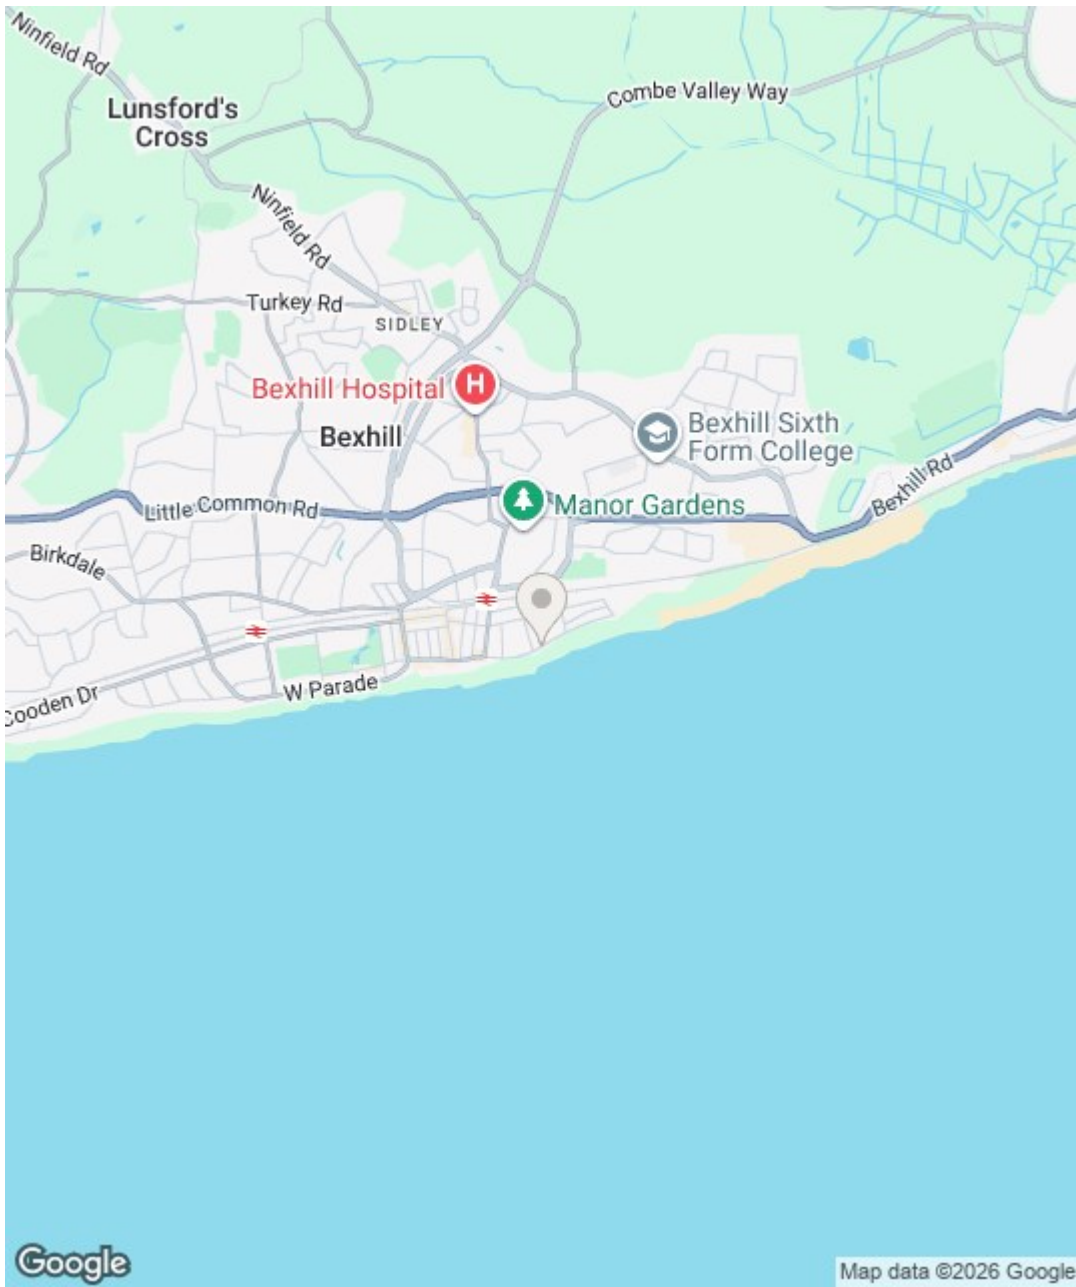 Ninfield Rd
Lunsford's
Cross
Combe Valley Way
Ninfield Rd
Turkey Rd
SIDLEY
Bexhill Hospital
H
Bexhill
Bexhill Sixth
Form College
Bexhill Rd
Little Common Rd
Manor Gardens
Birkdale
Cooden Dr
W Parade
Google
Map data ©2026 Google